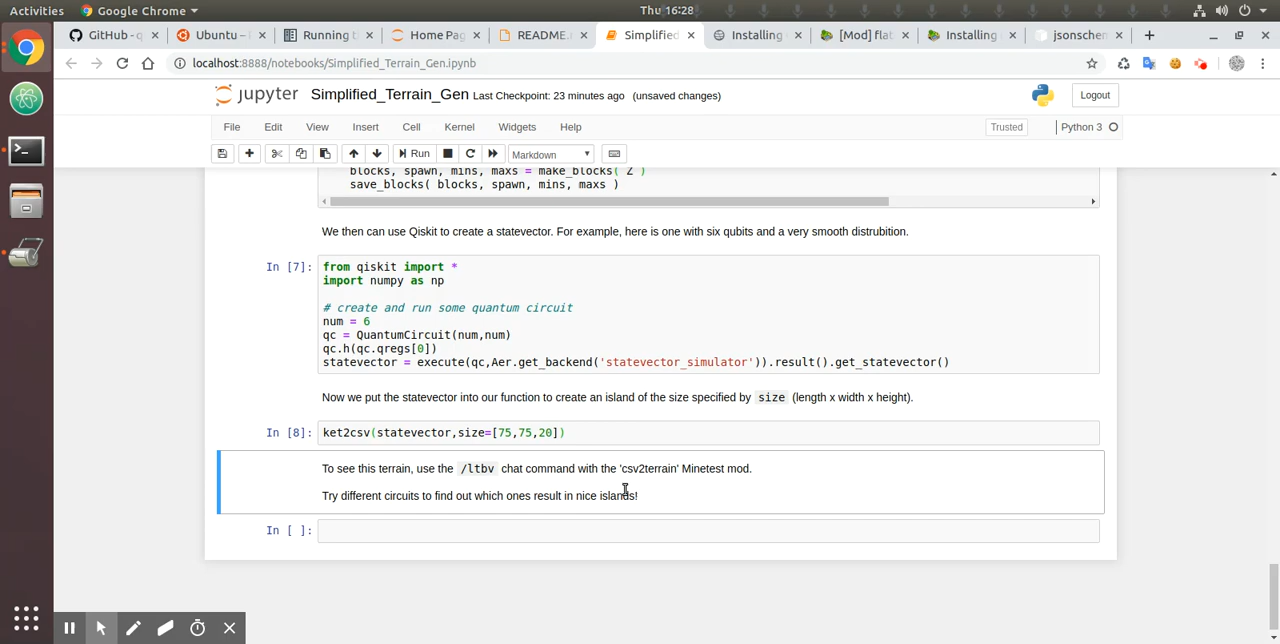 Activities Google Chrome Thu 16:28
GitHub - q Ubuntu – Running t Home Pag README. Simplified Installing [Mod] flat Installing jsonschem
localhost:8888/notebooks/Simplified_Terrain_Gen.ipynb
jupyter Simplified_Terrain_Gen Last Checkpoint: 23 minutes ago (unsaved changes) Logout
File Edit View Insert Cell Kernel Widgets Help Trusted Python 3
Run Markdown
blocks, spawn, mins, maxs = make_blocks( Z )
save_blocks( blocks, spawn, mins, maxs )
We then can use Qiskit to create a statevector. For example, here is one with six qubits and a very smooth distrubition.
In [7]: from qiskit import *
import numpy as np
# create and run some quantum circuit
num = 6
qc = QuantumCircuit(num,num)
qc.h(qc.qregs[0])
statevector = execute(qc,Aer.get_backend('statevector_simulator')).result().get_statevector()
Now we put the statevector into our function to create an island of the size specified by size (length x width x height).
In [8]: ket2csv(statevector,size=[75,75,20])
To see this terrain, use the /ltbv chat command with the 'csv2terrain' Minetest mod.
Try different circuits to find out which ones result in nice islands!
In [ ]: